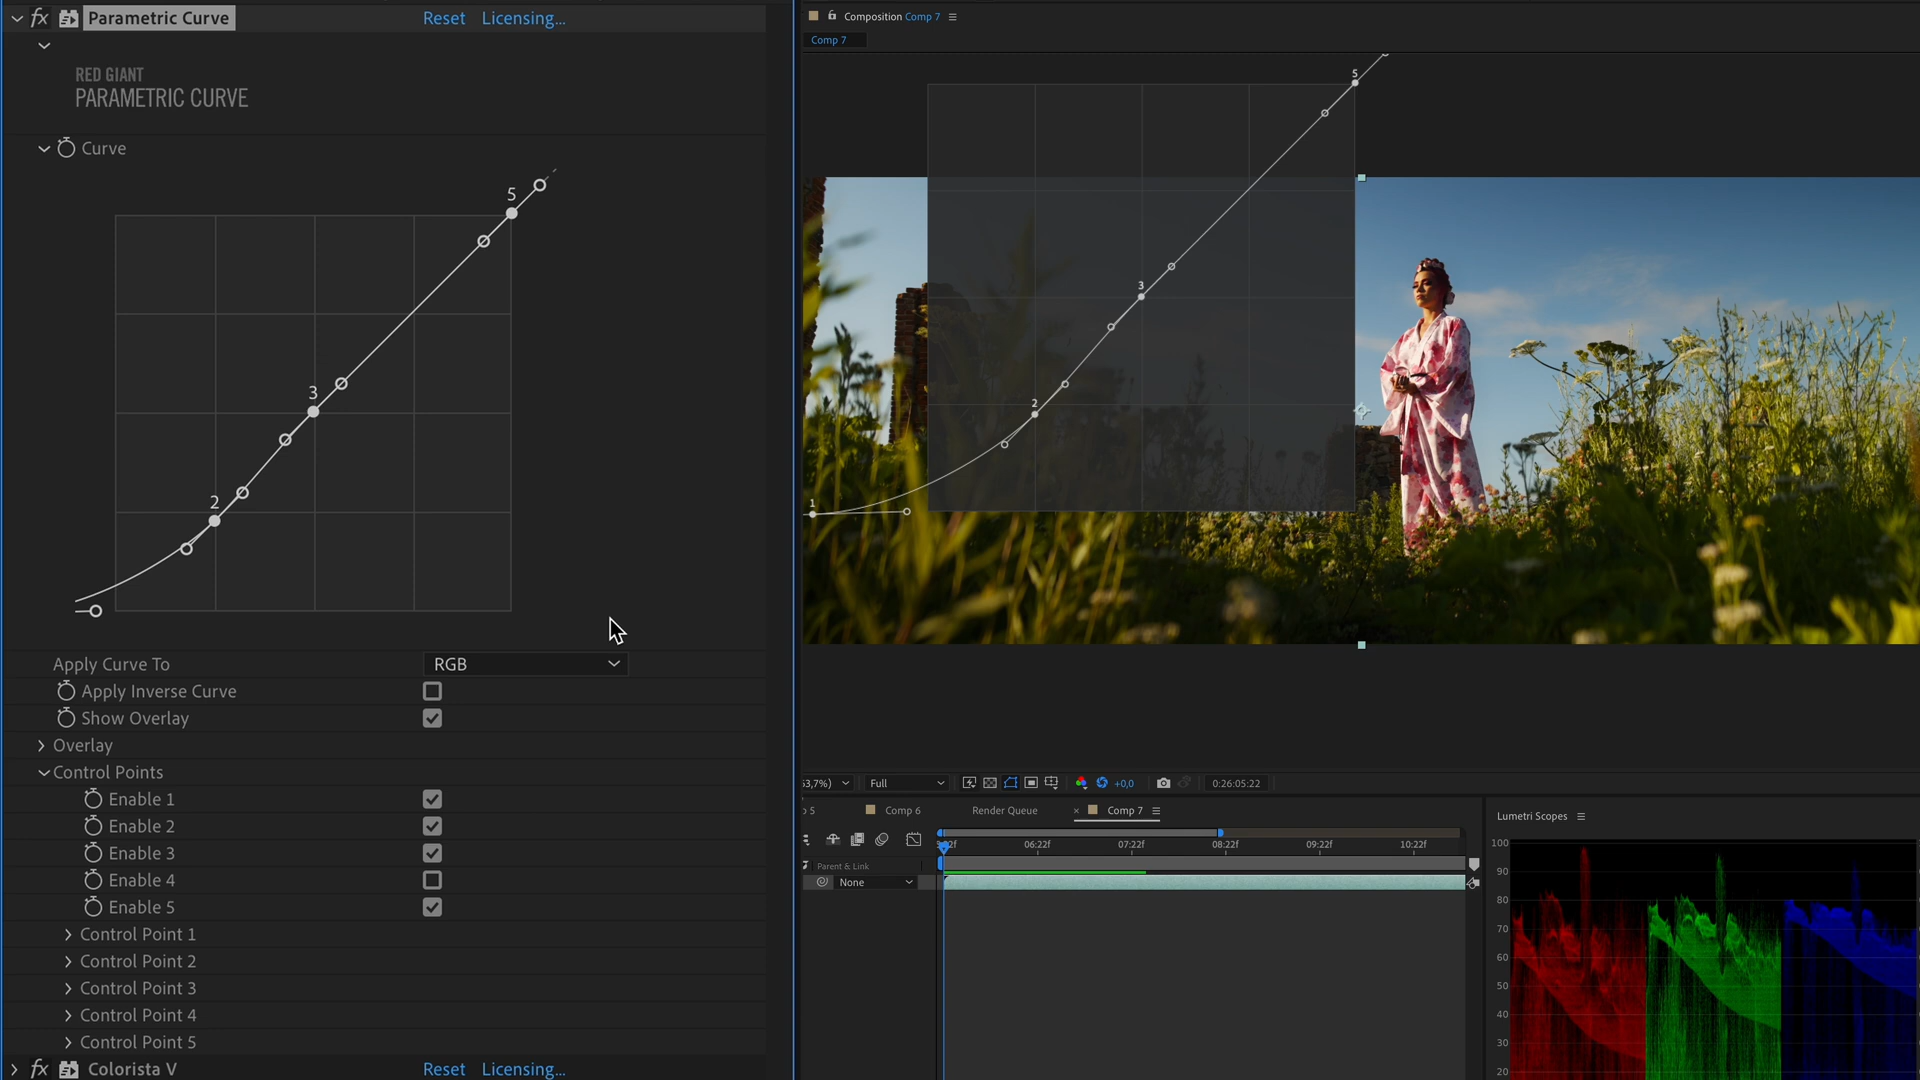 fx Parametric Curve Reset Licensing...
RED GIANT
PARAMETRIC CURVE
Curve
5
3
2
Apply Curve To RGB
Apply Inverse Curve
Show Overlay
Overlay
Control Points
Enable 1
Enable 2
Enable 3
Enable 4
Enable 5
Control Point 1
Control Point 2
Control Point 3
Control Point 4
Control Point 5
fx Colorista V Reset Licensing...
Composition Comp 7
Comp 7
5
3
2
1
Full +0,0 0:26:05:22
Comp 6 Render Queue × Comp 7
06:22f 07:22f 08:22f 09:22f 10:22f
Parent & Link
None
Lumetri Scopes
100
90
80
70
60
50
40
30
20